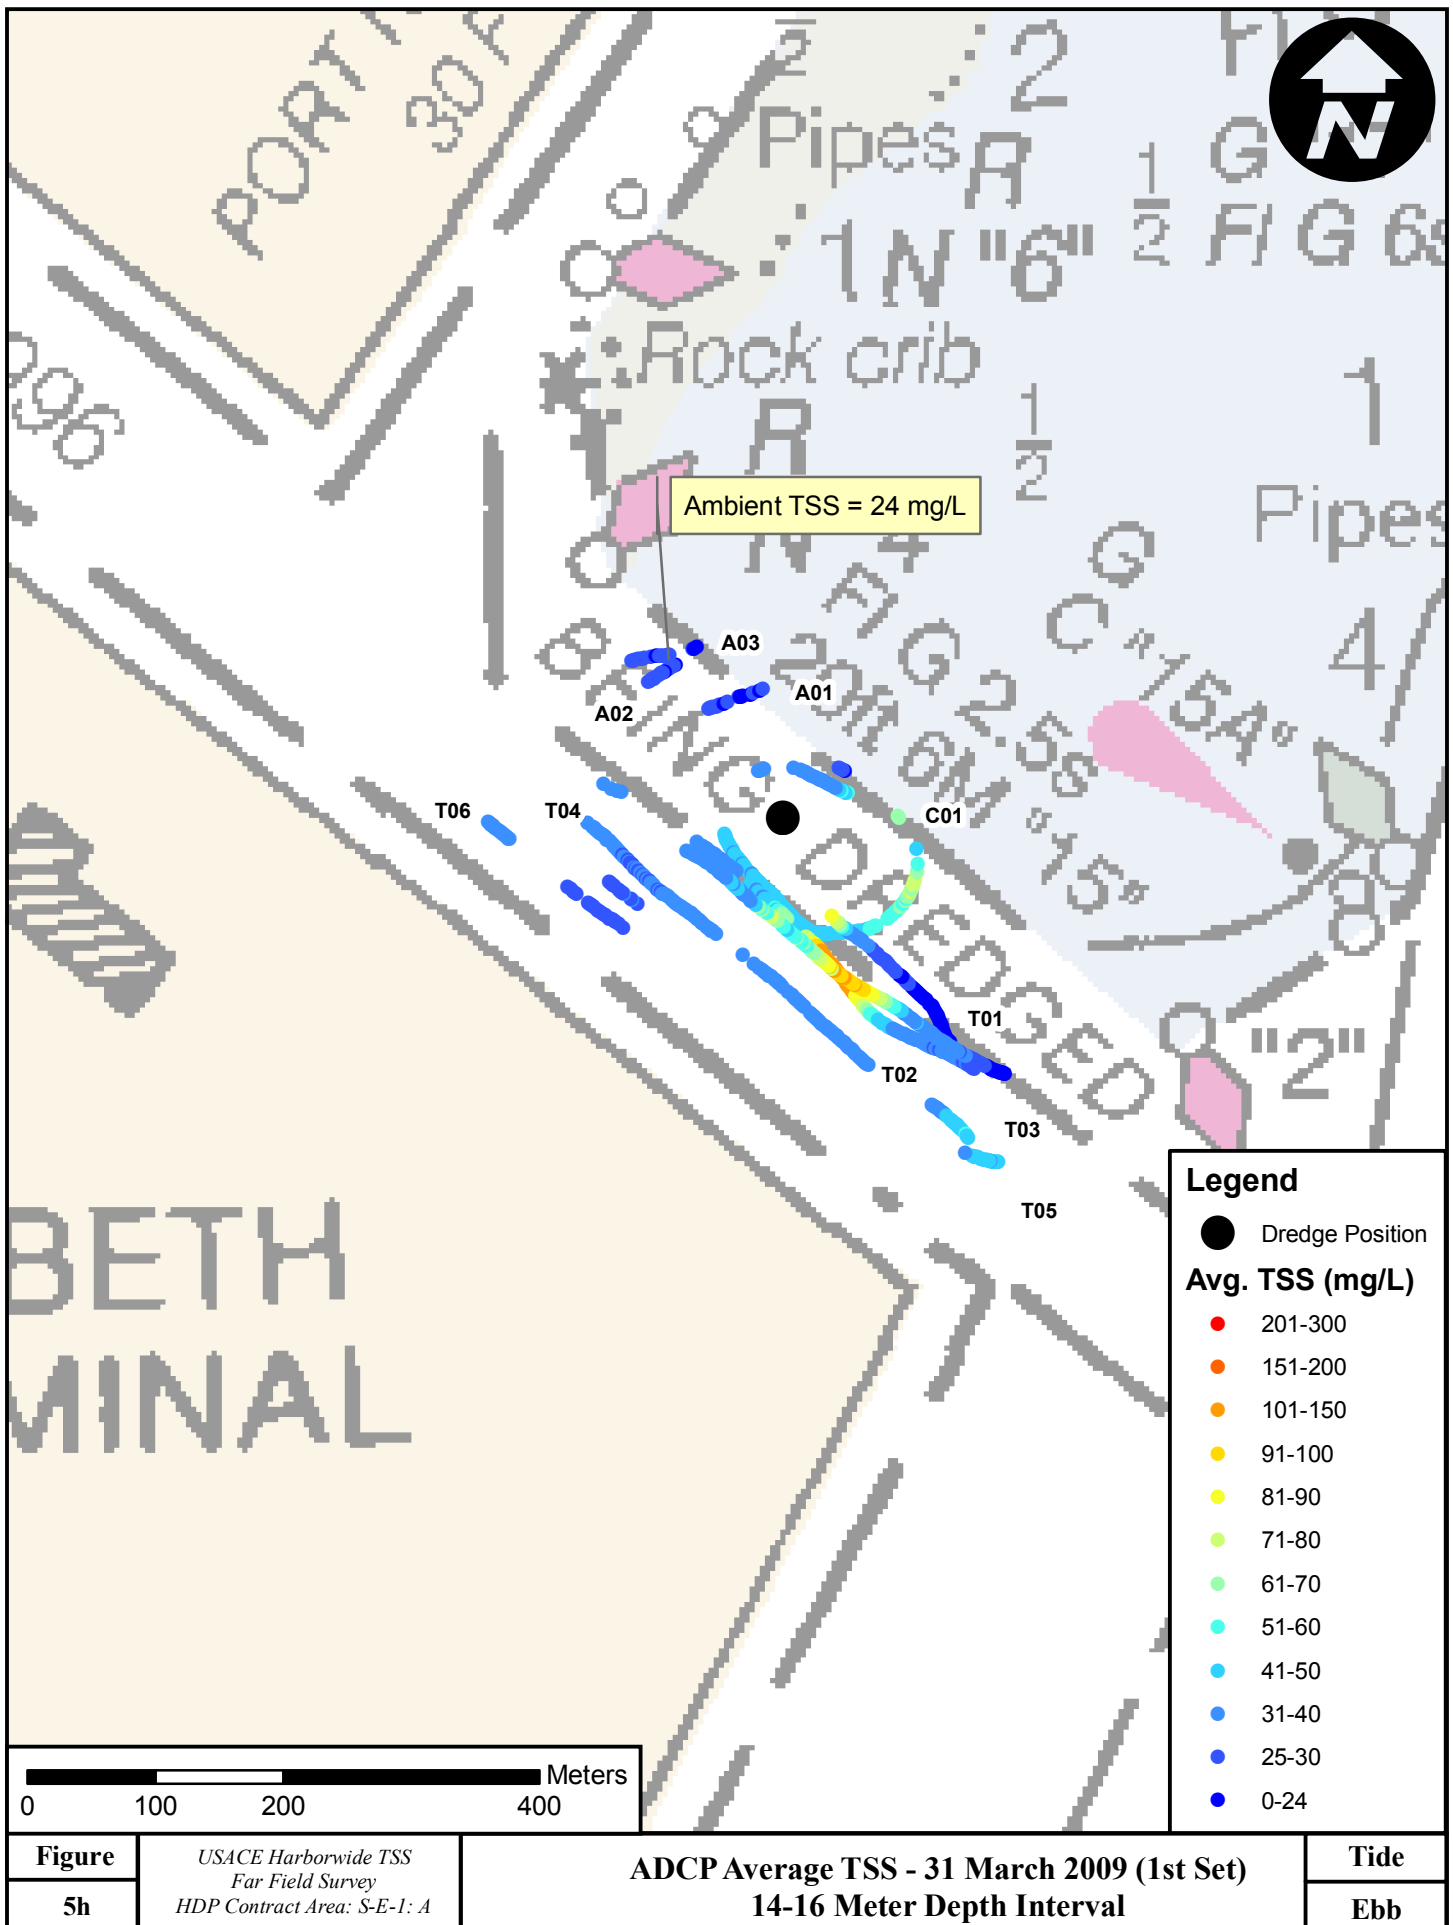 PORT
30
2
Pipes
R
1/2
G
Fl G 6s
1
N "6"
Rock crib
996
R
1/2
1
Pipes
Ambient TSS = 24 mg/L
N 4
G
C "15A"
Fl G 2.5s
20ft 6M "15"
4
BEING DREDGED
A03
A01
A02
T06
T04
C01
T01
T02
T03
T05
"2"
BETH
MINAL
N
Legend
Dredge Position
Avg. TSS (mg/L)
201-300
151-200
101-150
91-100
81-90
71-80
61-70
51-60
41-50
31-40
25-30
0-24
Meters
0 100 200 400
Figure
5h
USACE Harborwide TSS
Far Field Survey
HDP Contract Area: S-E-1: A
ADCP Average TSS - 31 March 2009 (1st Set)
14-16 Meter Depth Interval
Tide
Ebb